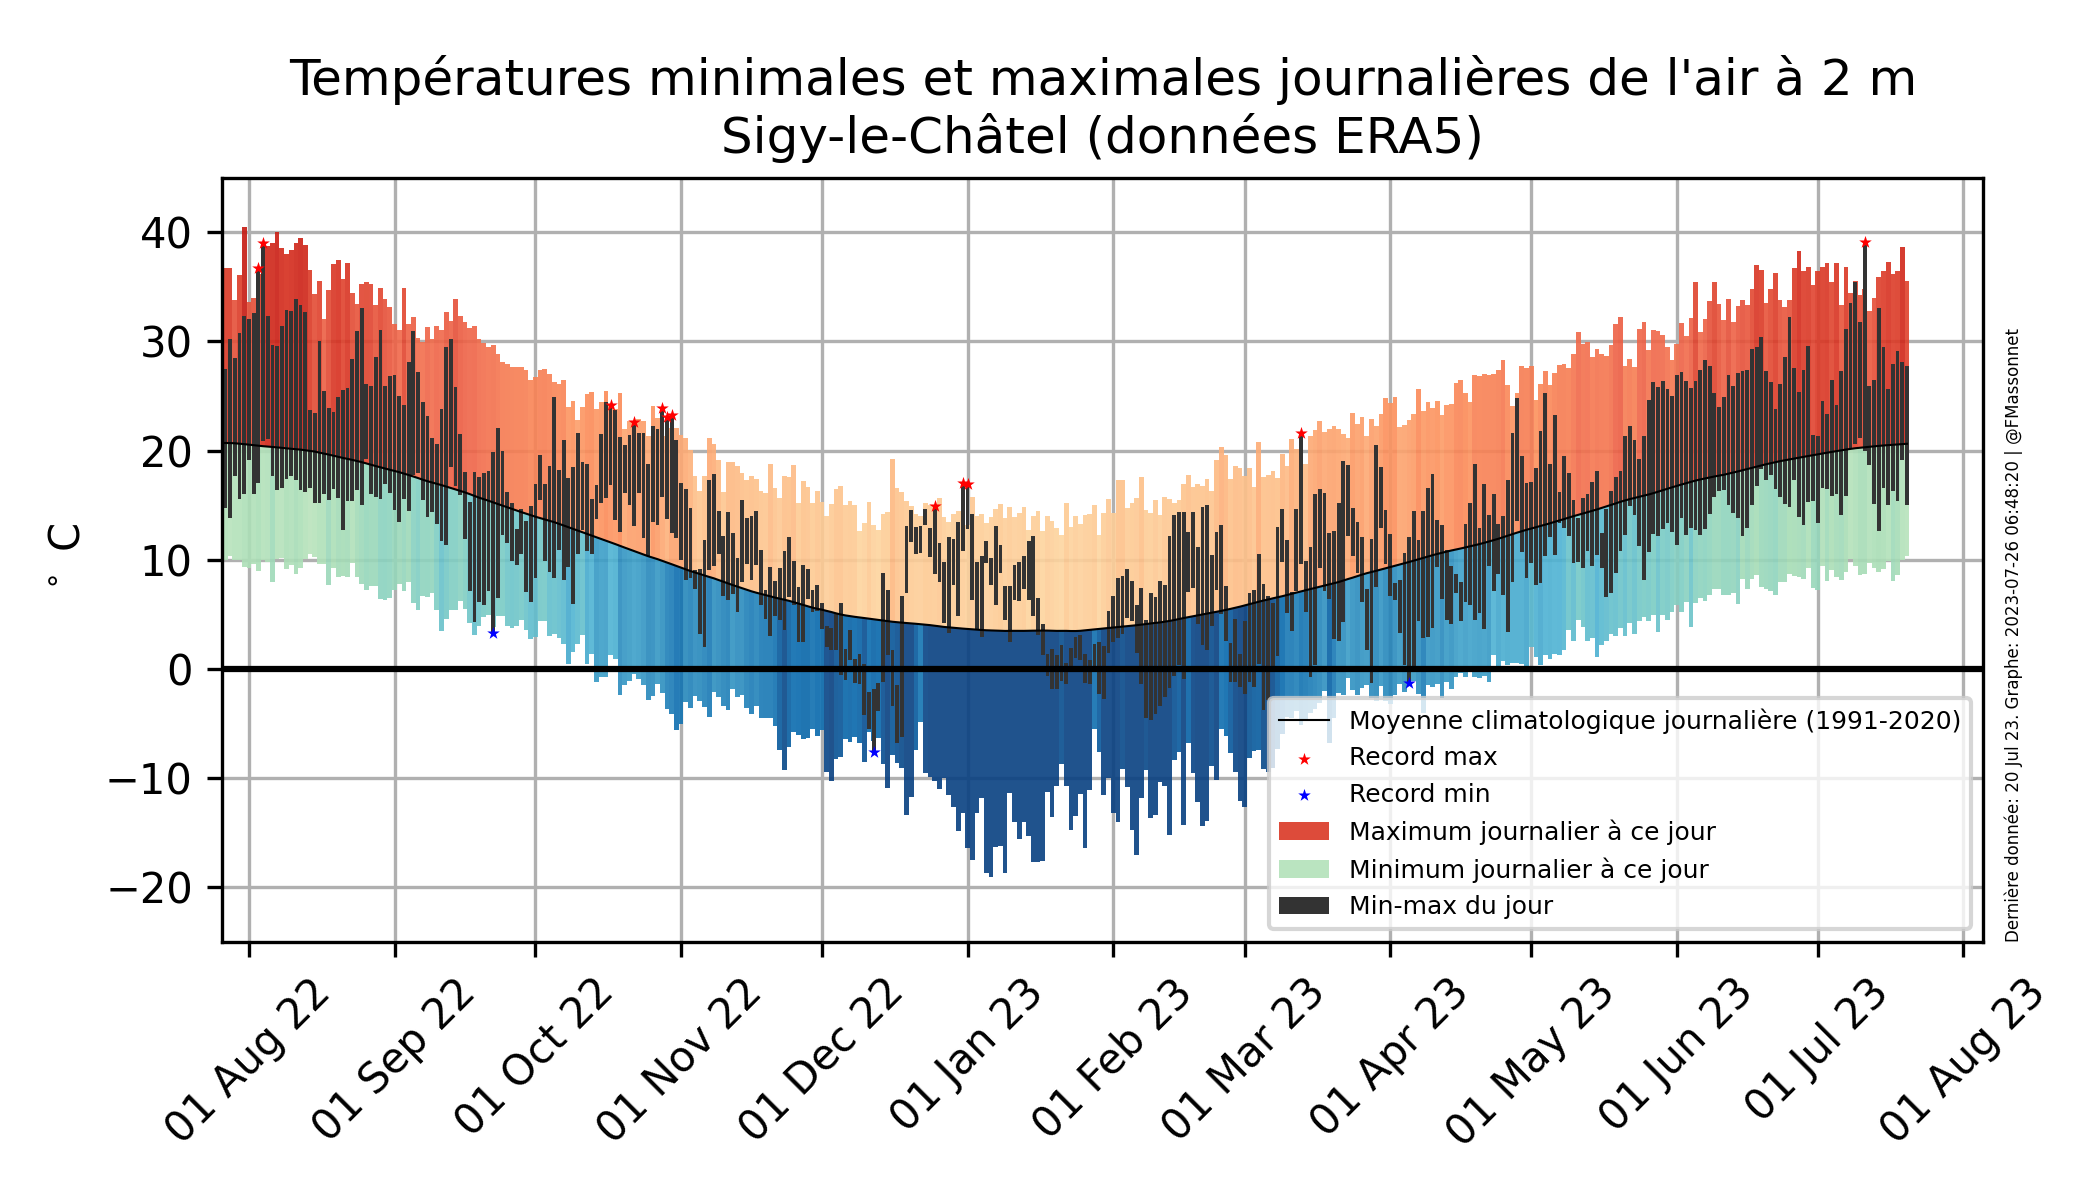 Températures minimales et maximales journalières de l'air à 2 m
Sigy-le-Châtel (données ERA5)
40
30
20
10
0
−10
−20
° C
Moyenne climatologique journalière (1991-2020)
Record max
Record min
Maximum journalier à ce jour
Minimum journalier à ce jour
Min-max du jour
01 Aug 22
01 Sep 22
01 Oct 22
01 Nov 22
01 Dec 22
01 Jan 23
01 Feb 23
01 Mar 23
01 Apr 23
01 May 23
01 Jun 23
01 Jul 23
01 Aug 23
Dernière donnée: 20 Jul 23. Graphe: 2023-07-26 06:48:20 | @FMassonnet